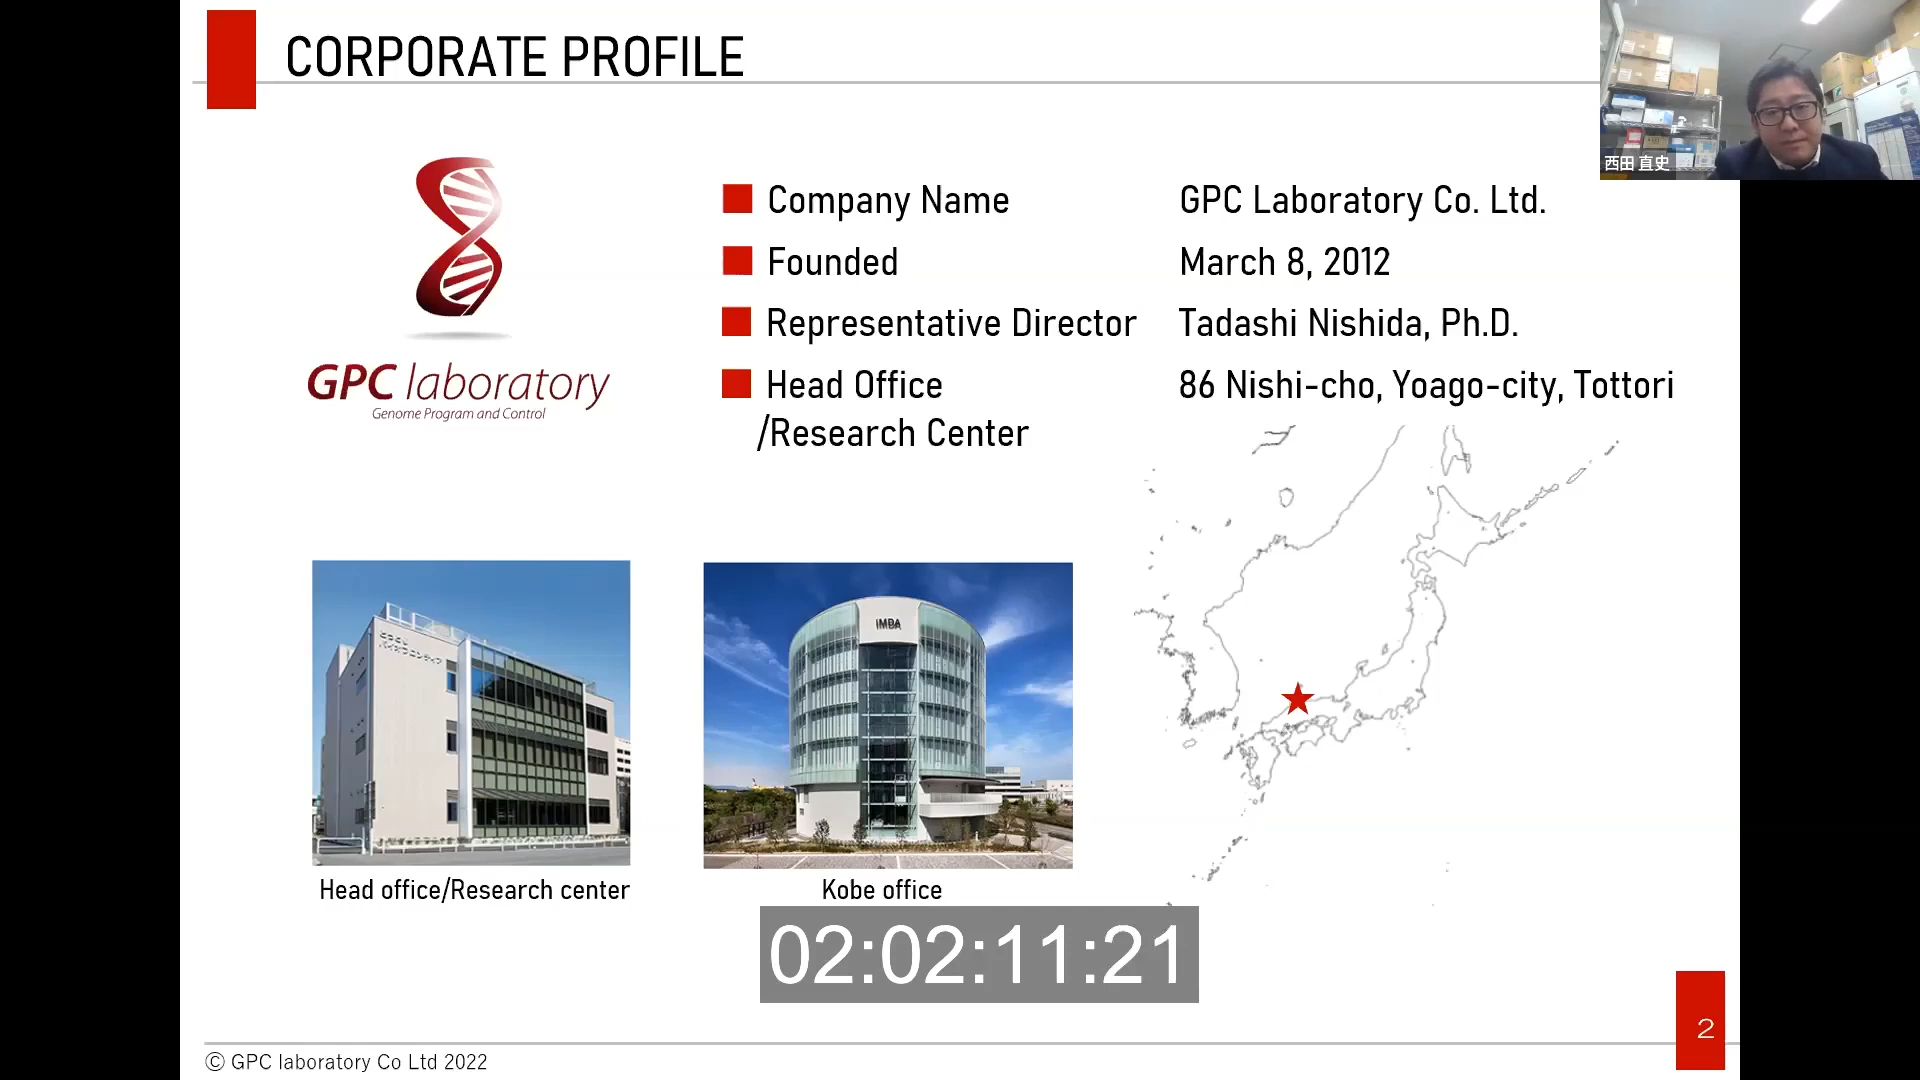 CORPORATE PROFILE
西田 直史
GPC laboratory
Genome Program and Control
Company Name GPC Laboratory Co. Ltd.
Founded March 8, 2012
Representative Director Tadashi Nishida, Ph.D.
Head Office 86 Nishi-cho, Yoago-city, Tottori
/Research Center
IMDA
Head office/Research center
Kobe office
02:02:11:21
2
© GPC laboratory Co Ltd 2022